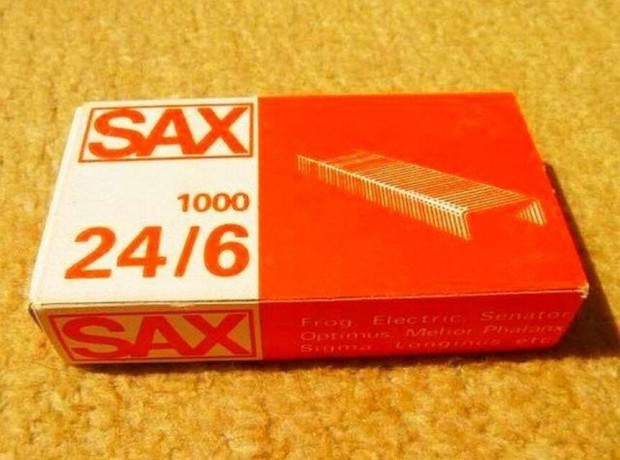 SAX
1000
24/6
SAX
Frog, Electric, Senator,
Optimus, Melior Phalanx,
Sigma, Longinus etc.